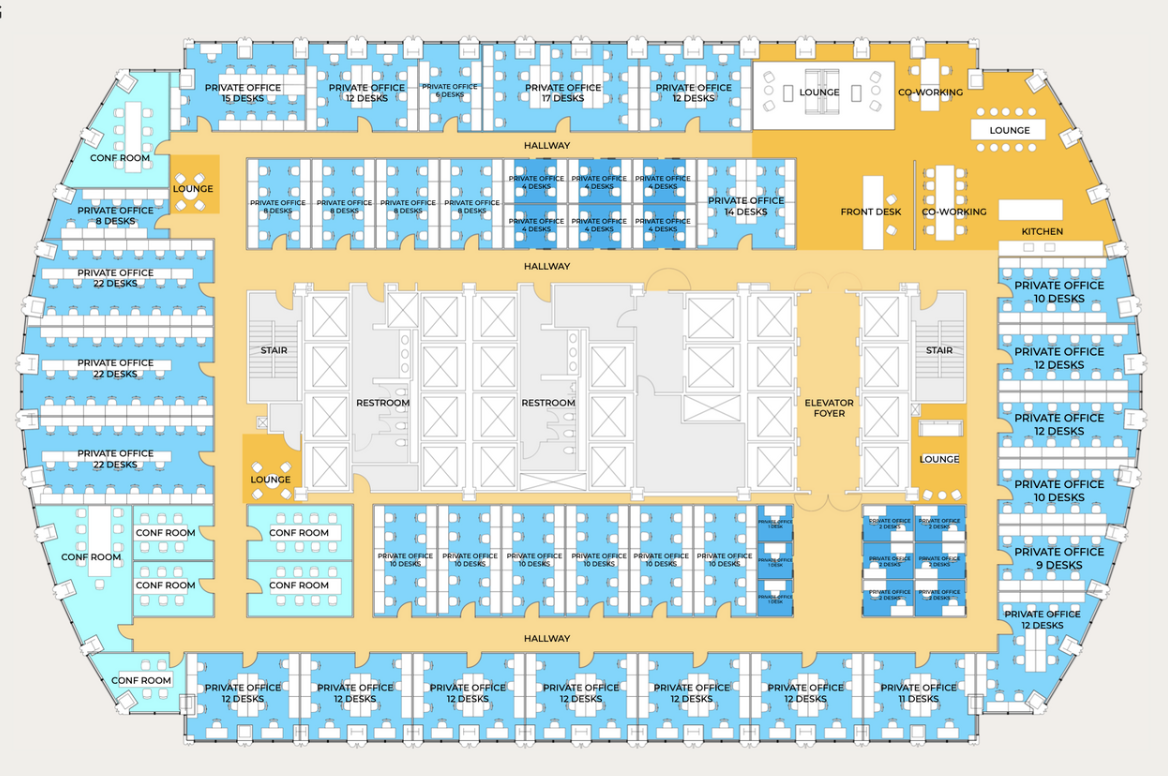 PRIVATE OFFICE
15 DESKS
PRIVATE OFFICE
12 DESKS
PRIVATE OFFICE
6 DESKS
PRIVATE OFFICE
17 DESKS
PRIVATE OFFICE
12 DESKS
LOUNGE
CO-WORKING
LOUNGE
CONF ROOM
HALLWAY
LOUNGE
PRIVATE OFFICE
8 DESKS
PRIVATE OFFICE
8 DESKS
PRIVATE OFFICE
8 DESKS
PRIVATE OFFICE
8 DESKS
PRIVATE OFFICE
8 DESKS
PRIVATE OFFICE
4 DESKS
PRIVATE OFFICE
4 DESKS
PRIVATE OFFICE
4 DESKS
PRIVATE OFFICE
4 DESKS
PRIVATE OFFICE
4 DESKS
PRIVATE OFFICE
4 DESKS
PRIVATE OFFICE
14 DESKS
FRONT DESK
CO-WORKING
KITCHEN
HALLWAY
PRIVATE OFFICE
22 DESKS
PRIVATE OFFICE
22 DESKS
PRIVATE OFFICE
22 DESKS
STAIR
RESTROOM
RESTROOM
ELEVATOR
FOYER
STAIR
LOUNGE
LOUNGE
PRIVATE OFFICE
10 DESKS
PRIVATE OFFICE
12 DESKS
PRIVATE OFFICE
12 DESKS
PRIVATE OFFICE
10 DESKS
PRIVATE OFFICE
9 DESKS
PRIVATE OFFICE
12 DESKS
CONF ROOM
CONF ROOM
CONF ROOM
CONF ROOM
CONF ROOM
PRIVATE OFFICE
10 DESKS
PRIVATE OFFICE
10 DESKS
PRIVATE OFFICE
10 DESKS
PRIVATE OFFICE
10 DESKS
PRIVATE OFFICE
10 DESKS
PRIVATE OFFICE
10 DESKS
PRIVATE OFFICE
1 DESK
PRIVATE OFFICE
1 DESK
PRIVATE OFFICE
1 DESK
PRIVATE OFFICE
2 DESKS
PRIVATE OFFICE
2 DESKS
PRIVATE OFFICE
2 DESKS
PRIVATE OFFICE
2 DESKS
PRIVATE OFFICE
2 DESKS
PRIVATE OFFICE
2 DESKS
HALLWAY
CONF ROOM
PRIVATE OFFICE
12 DESKS
PRIVATE OFFICE
12 DESKS
PRIVATE OFFICE
12 DESKS
PRIVATE OFFICE
12 DESKS
PRIVATE OFFICE
12 DESKS
PRIVATE OFFICE
12 DESKS
PRIVATE OFFICE
11 DESKS